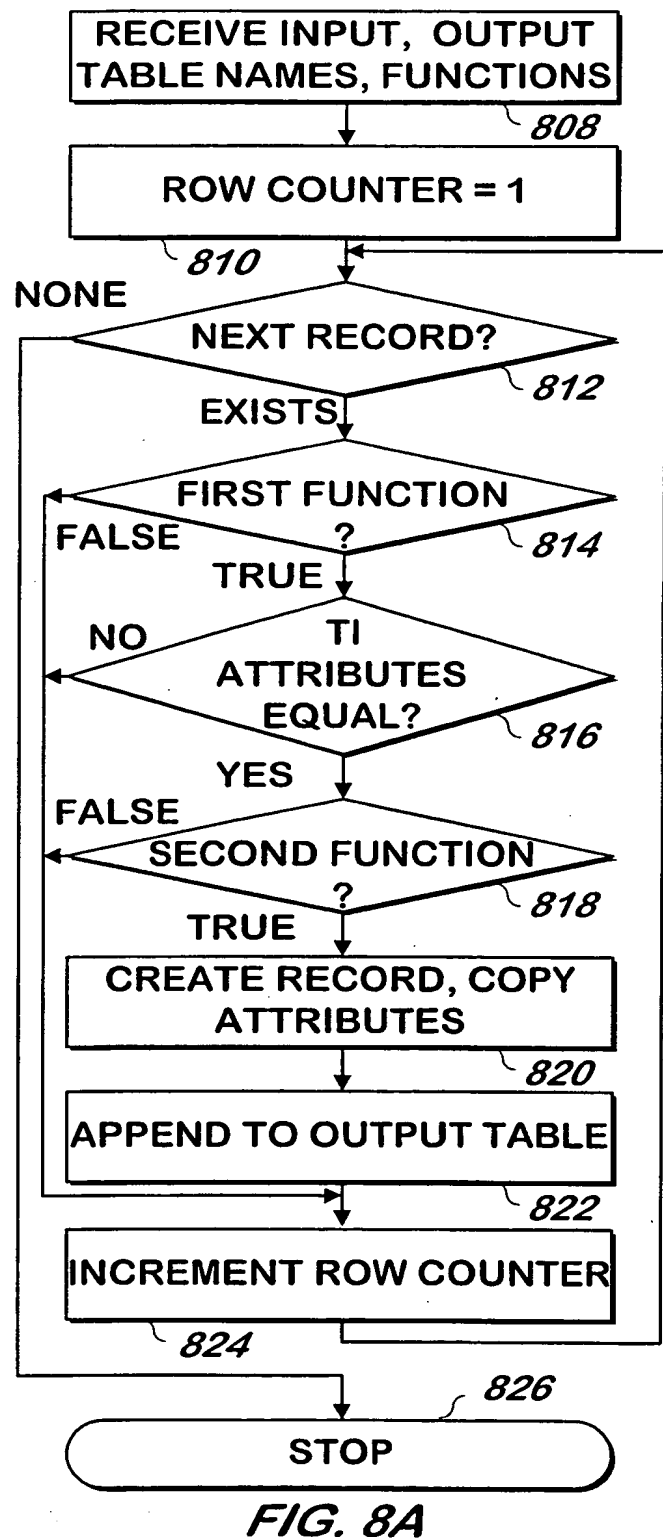 RECEIVE INPUT, OUTPUT
TABLE NAMES, FUNCTIONS
808
ROW COUNTER = 1
810
NONE
NEXT RECORD?
812
EXISTS
FIRST FUNCTION
?
814
FALSE
TRUE
NO
TI
ATTRIBUTES
EQUAL?
816
YES
FALSE
SECOND FUNCTION
?
818
TRUE
CREATE RECORD, COPY
ATTRIBUTES
820
APPEND TO OUTPUT TABLE
822
INCREMENT ROW COUNTER
824
826
STOP
FIG. 8A